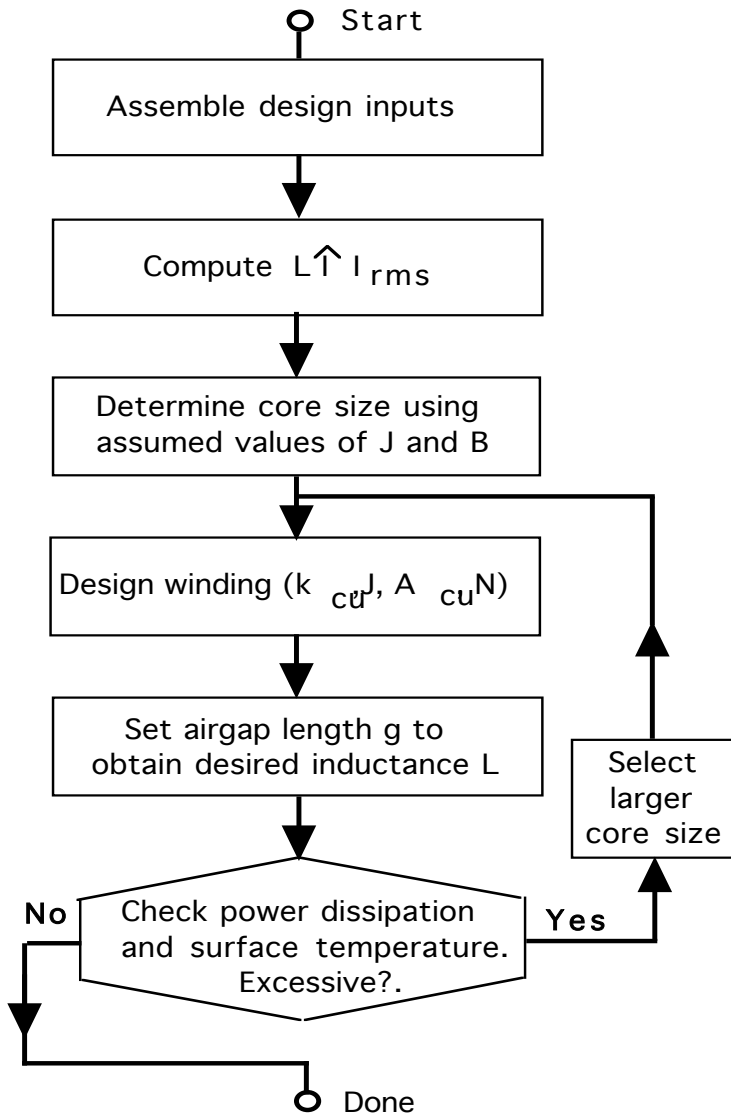 Start
Assemble design inputs
Compute L Î I rms
Determine core size using
assumed values of J and B
Design winding (k cu, J, A cu, N)
Set airgap length g to
obtain desired inductance L
Select
larger
core size
No
Check power dissipation
and surface temperature.
Excessive?.
Yes
Done